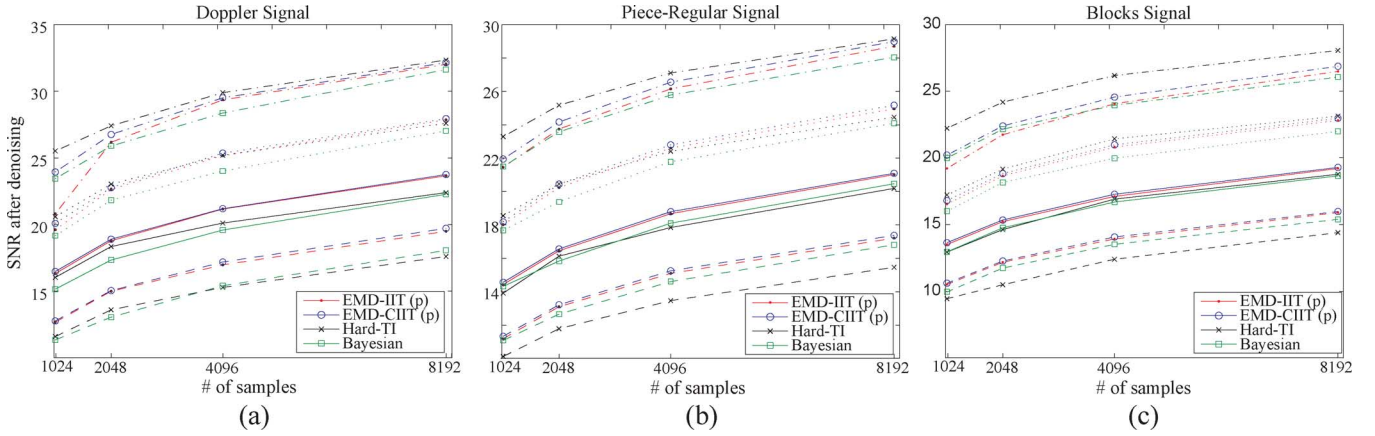 Doppler Signal
35
30
25
20
15
1024
2048
4096
8192
# of samples
SNR after denoising
EMD-IIT (p)
EMD-CIIT (p)
Hard-TI
Bayesian
(a)
Piece-Regular Signal
30
26
22
18
14
1024
2048
4096
8192
# of samples
EMD-IIT (p)
EMD-CIIT (p)
Hard-TI
Bayesian
(b)
Blocks Signal
30
25
20
15
10
1024
2048
4096
8192
# of samples
EMD-IIT (p)
EMD-CIIT (p)
Hard-TI
Bayesian
(c)